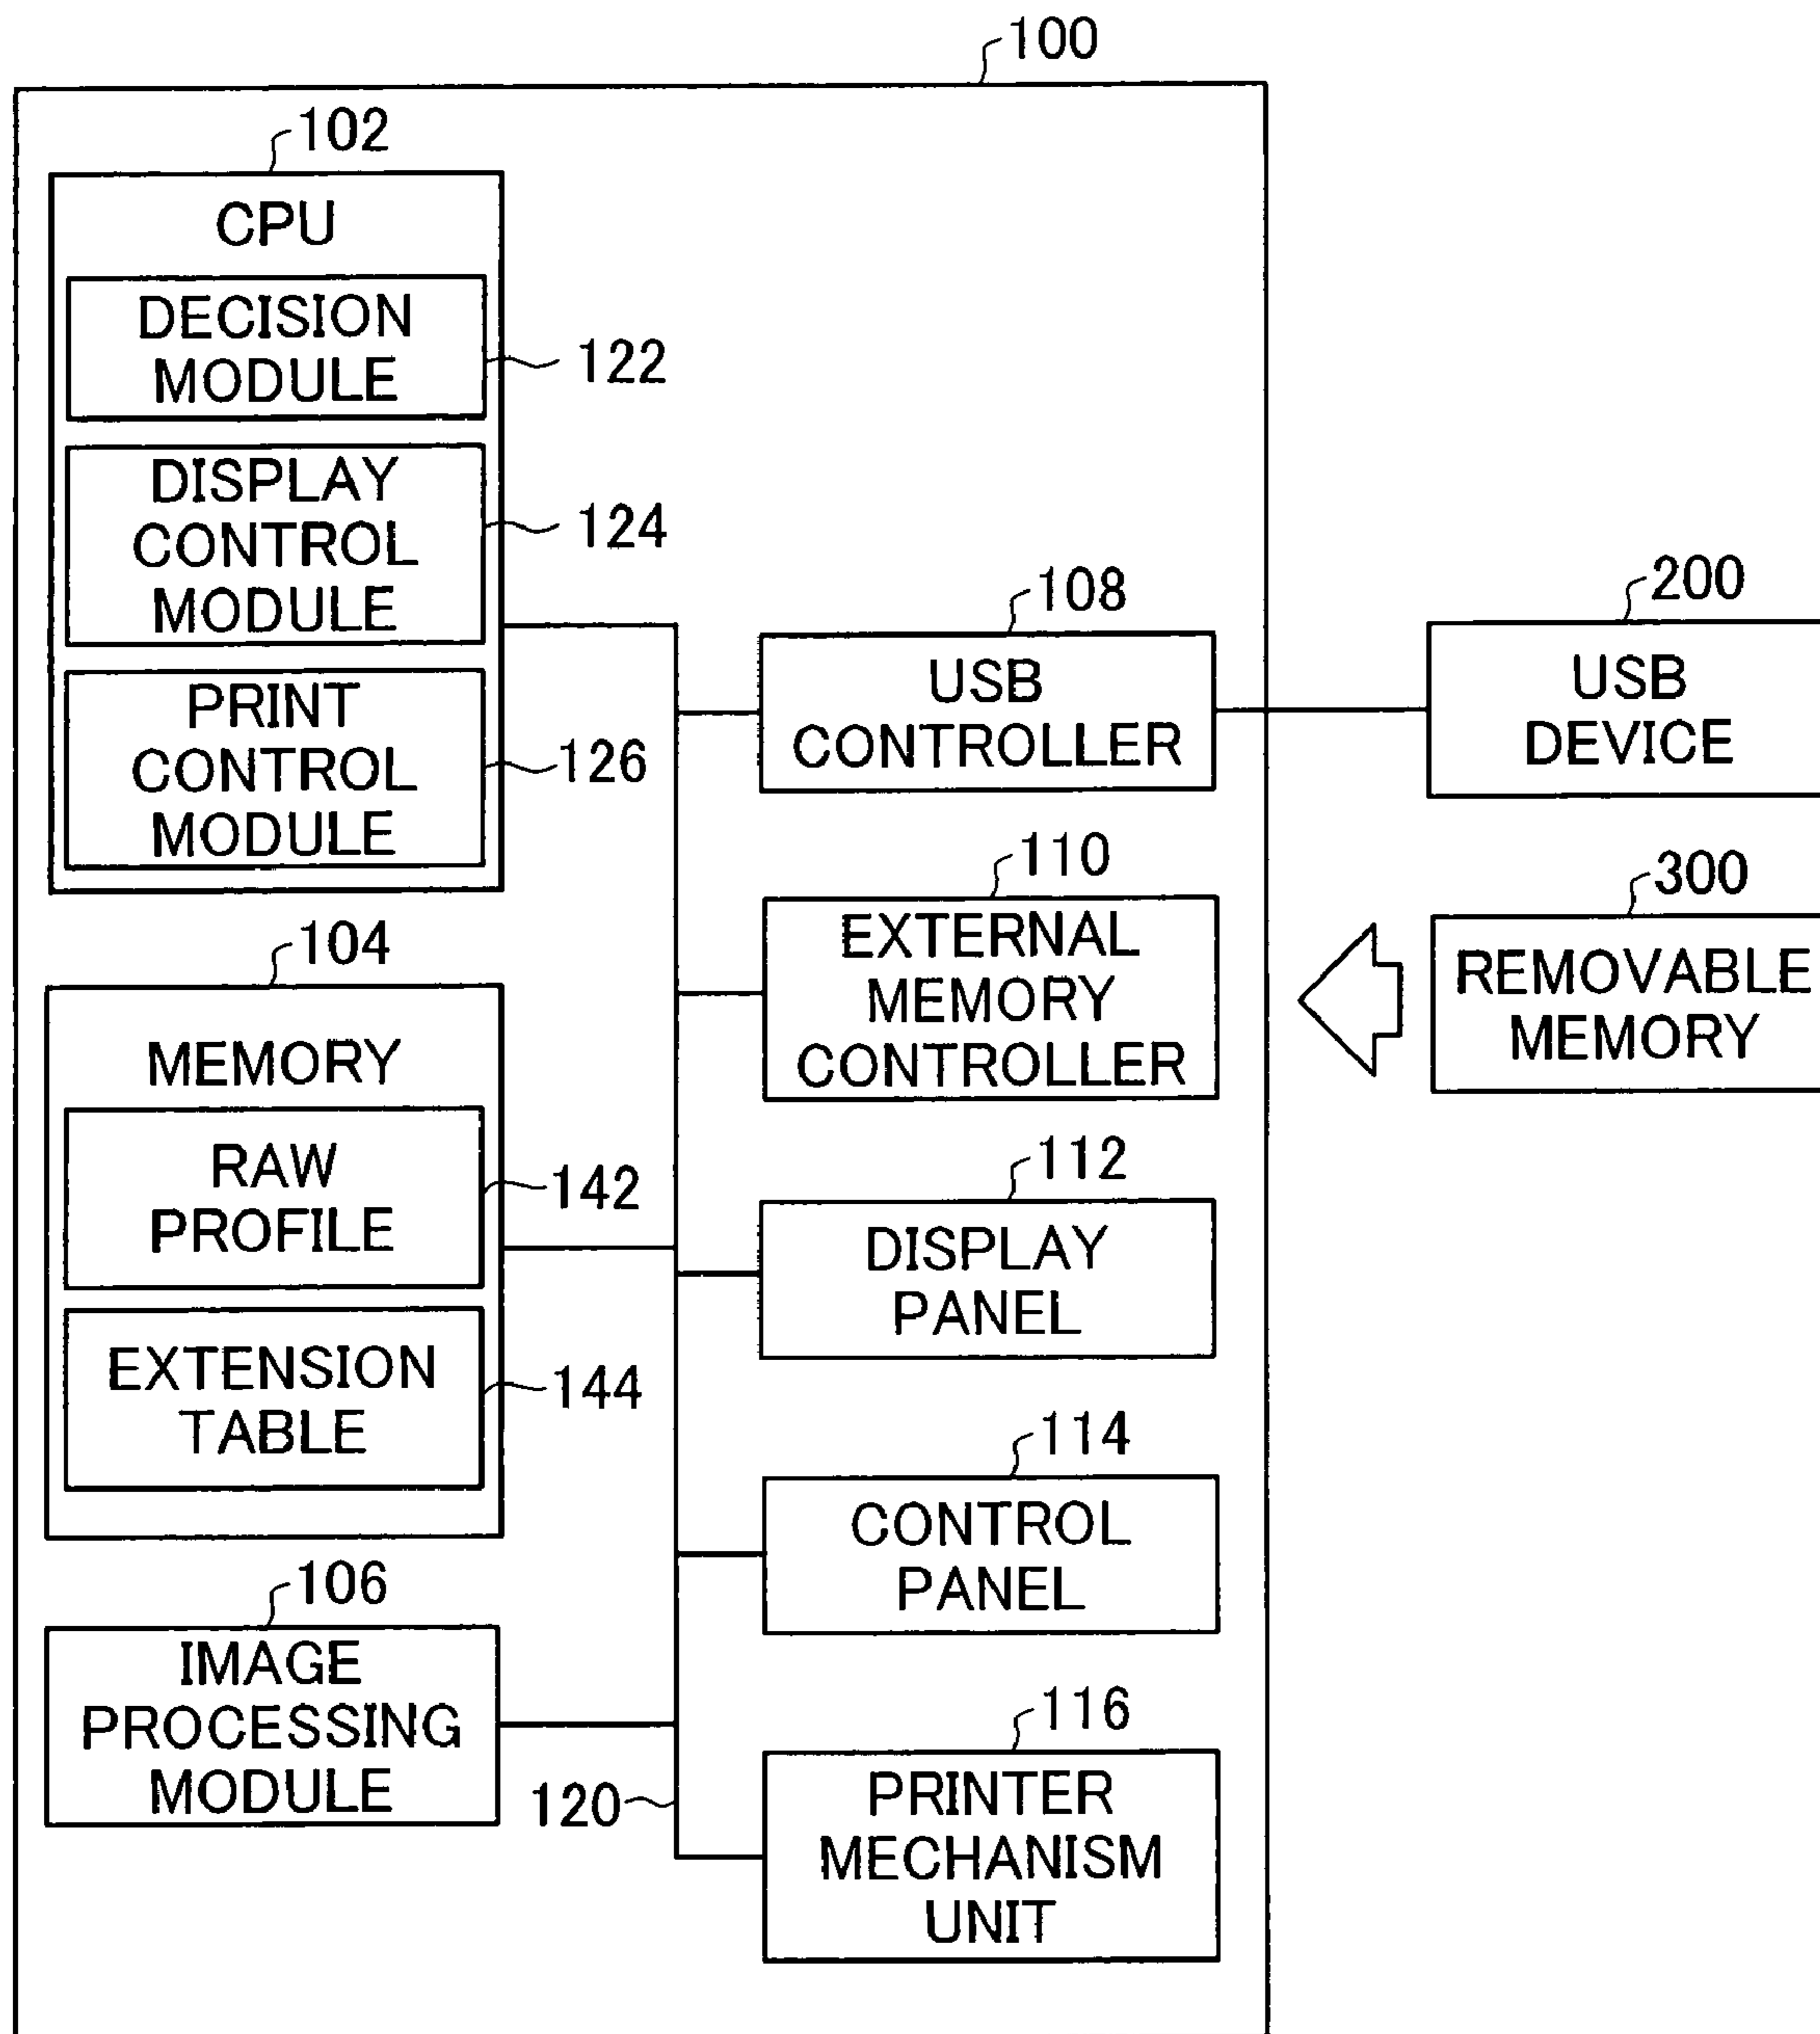 100
102
CPU
DECISION
MODULE
122
DISPLAY
CONTROL
MODULE
124
PRINT
CONTROL
MODULE
126
104
MEMORY
RAW
PROFILE
142
EXTENSION
TABLE
144
106
IMAGE
PROCESSING
MODULE
120
108
USB
CONTROLLER
110
EXTERNAL
MEMORY
CONTROLLER
112
DISPLAY
PANEL
114
CONTROL
PANEL
116
PRINTER
MECHANISM
UNIT
200
USB
DEVICE
300
REMOVABLE
MEMORY